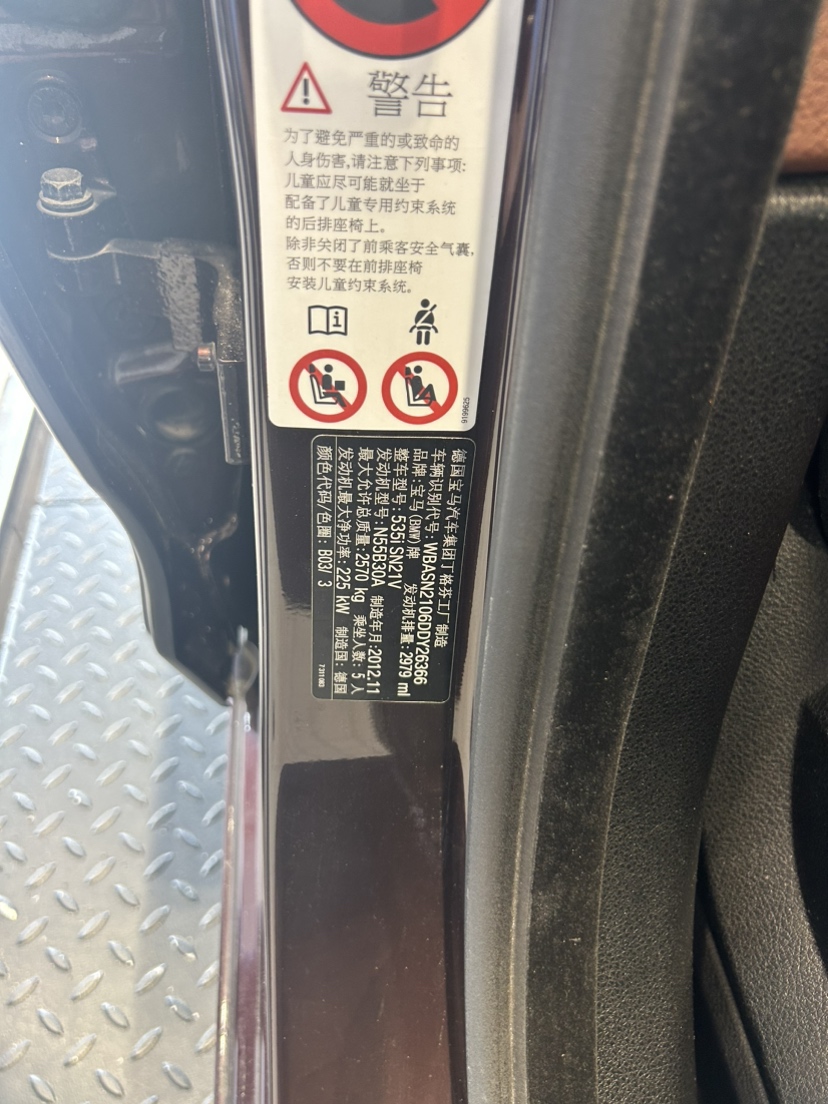 警告
为了避免严重的或致命的
人身伤害,请注意下列事项:
儿童应尽可能就坐于
配备了儿童专用约束系统
的后排座椅上。
除非关闭了前乘客安全气囊,
否则不要在前排座椅
安装儿童约束系统。
9196625
德国宝马汽车集团丁格芬工厂 制造
车辆识别代号: WBASN2106DDV26366
品牌: 宝马(BMW)牌 发动机排量: 2979 ml
整车型号: 535i SN21V
发动机型号: N55B30A 制造年月:2012.11
最大允许总质量:2570 kg 乘坐人数: 5 人
发动机最大净功率: 225 kW 制造国: 德国
颜色代码/色圈: B03/ 3
7311083